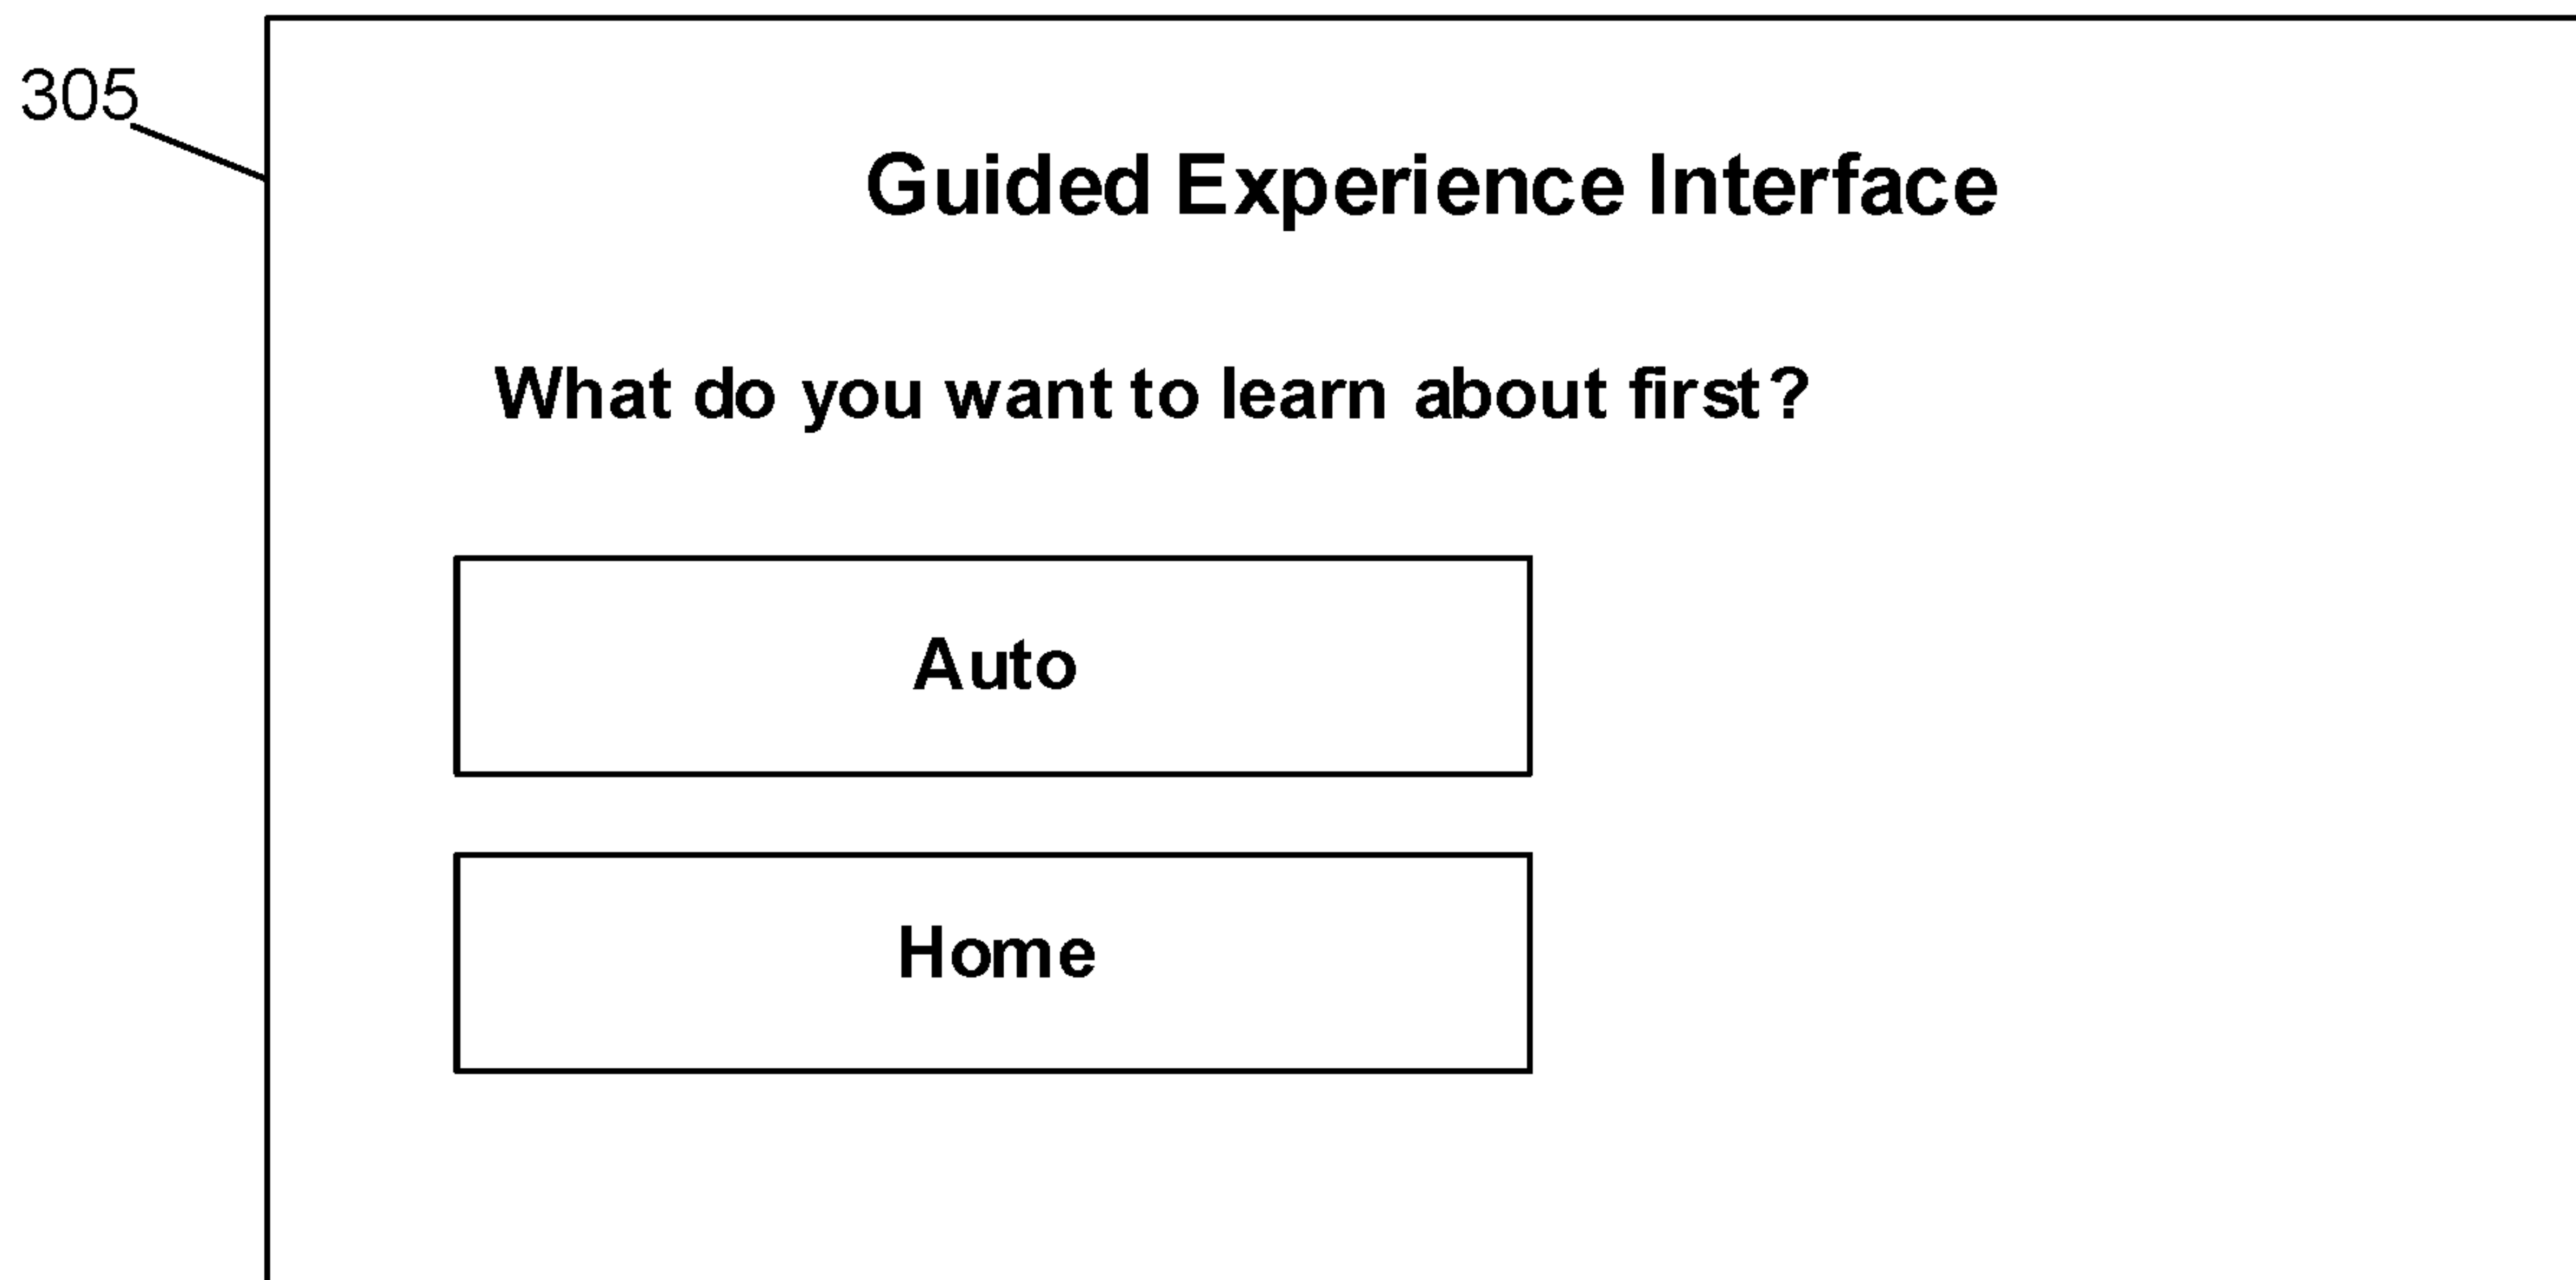 305
Guided Experience Interface
What do you want to learn about first?
Auto
Home